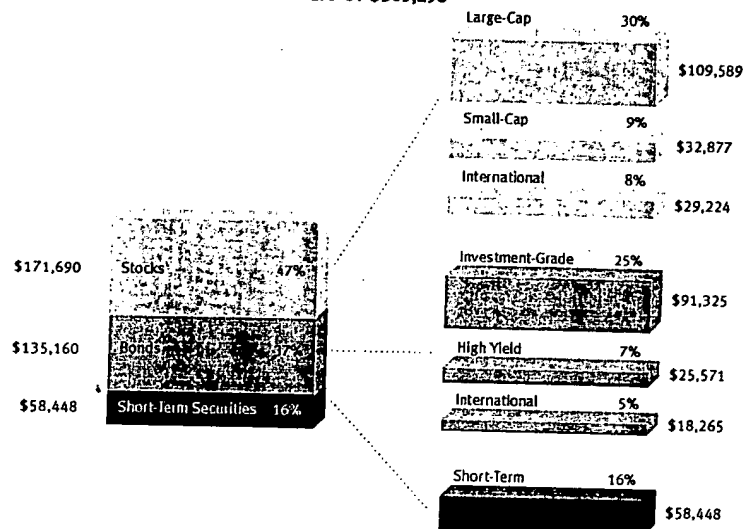 Large-Cap 30%
$109,589
Small-Cap 9%
$32,877
International 8%
$29,224
$171,690 Stocks 47%
Investment-Grade 25%
$91,325
$135,160 Bonds
High Yield 7%
$25,571
International 5%
$18,265
$58,448 Short-Term Securities 16%
Short-Term 16%
$58,448